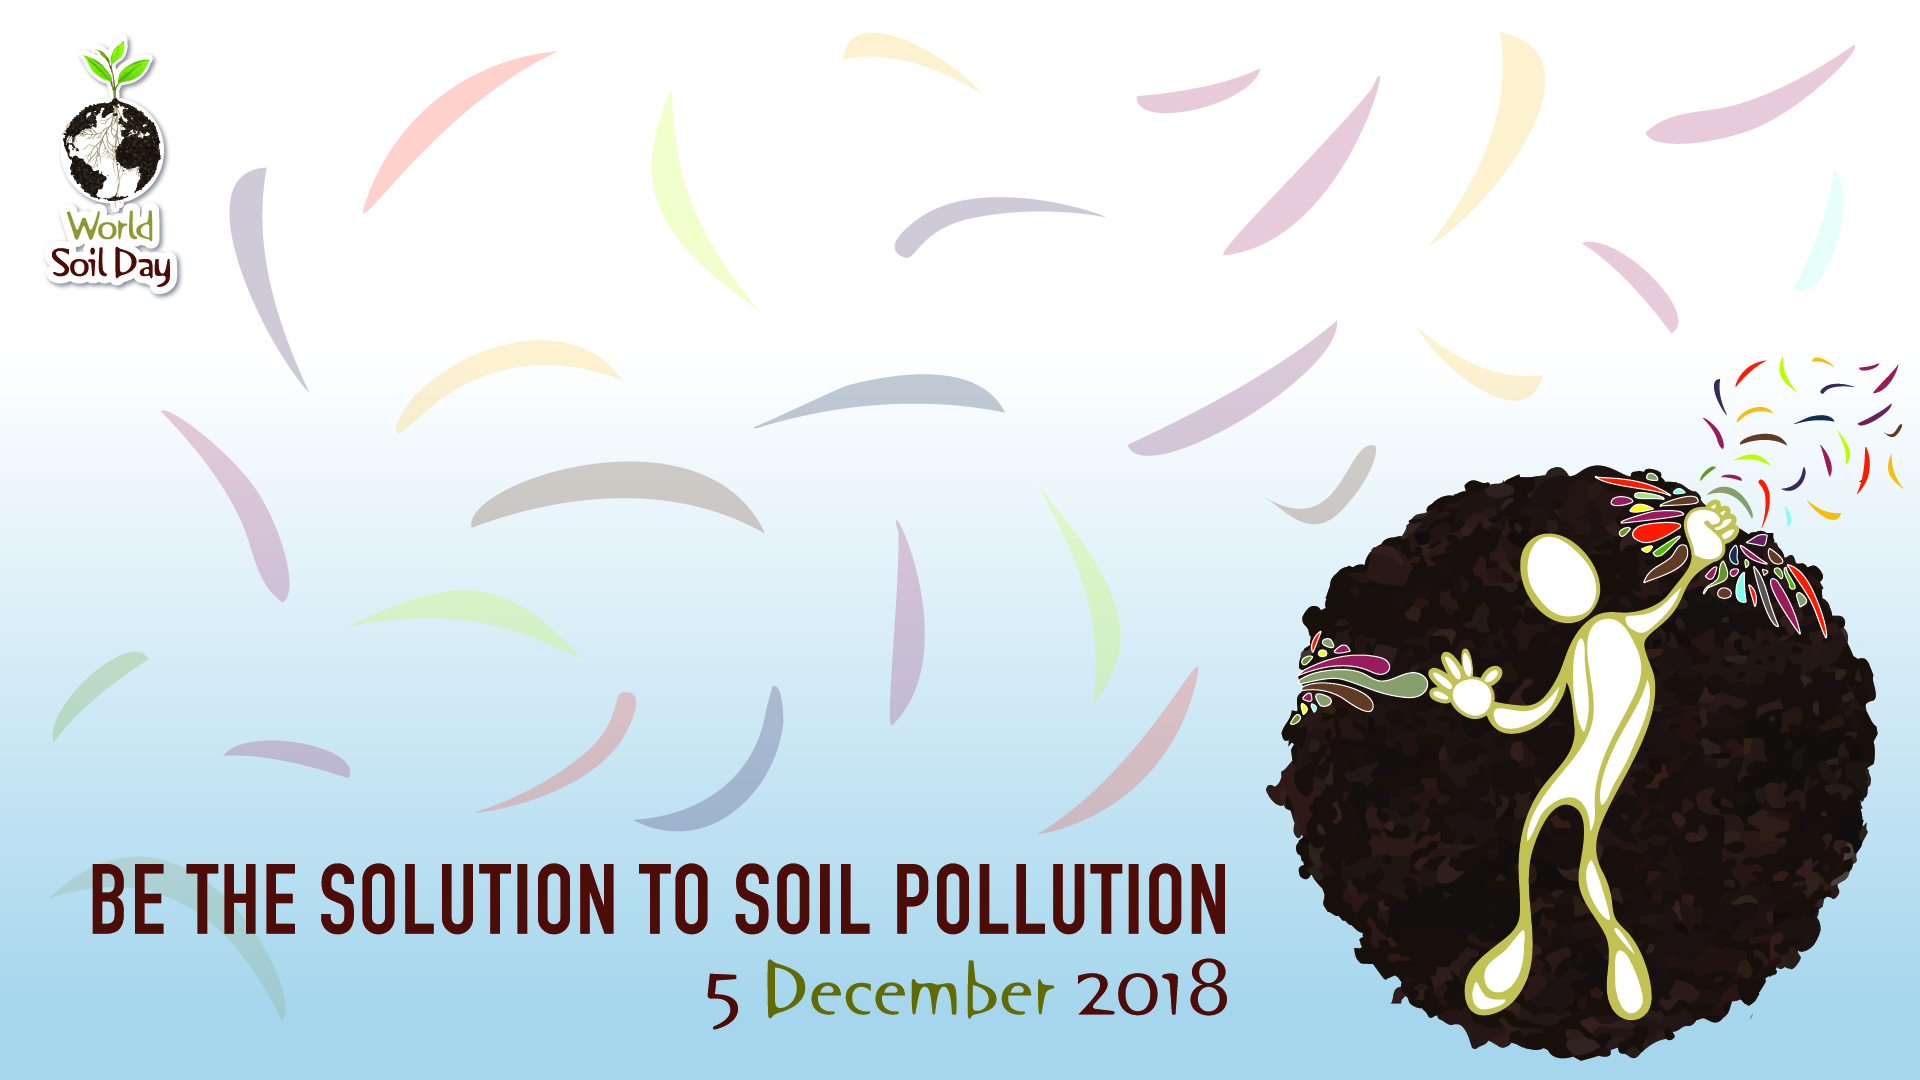 World
Soil Day
BE THE SOLUTION TO SOIL POLLUTION
5 December 2018